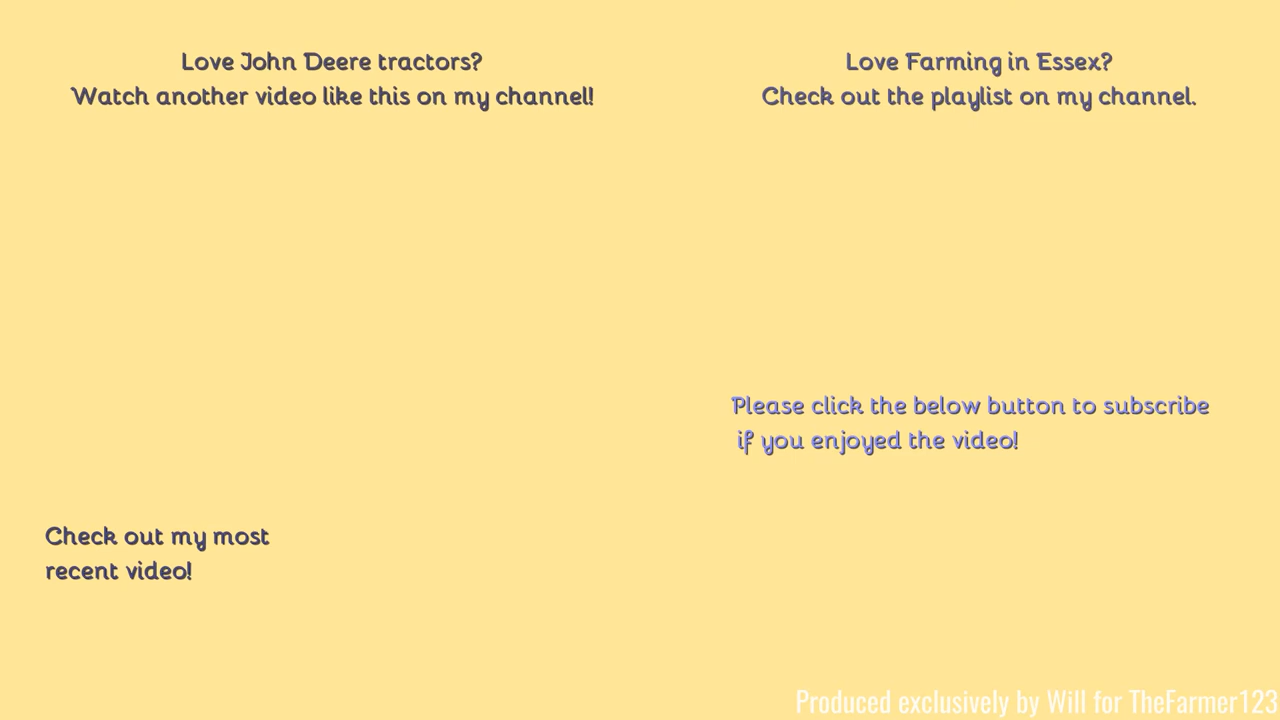 Love John Deere tractors?
Watch another video like this on my channel!
Love Farming in Essex?
Check out the playlist on my channel.
Please click the below button to subscribe
if you enjoyed the video!
Check out my most
recent video!
Produced exclusively by Will for TheFarmer123